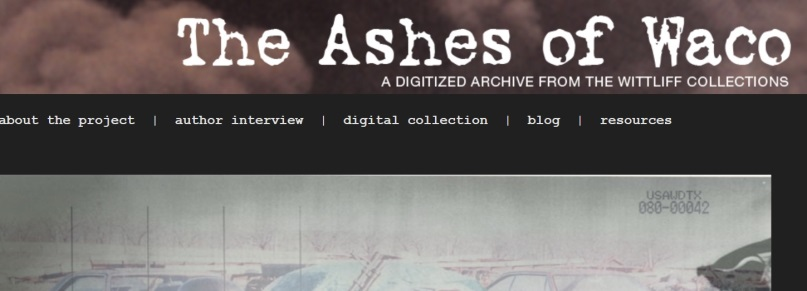 The Ashes of Waco
A DIGITIZED ARCHIVE FROM THE WITTLIFF COLLECTIONS
about the project | author interview | digital collection | blog | resources
USAWDTX
080-00042